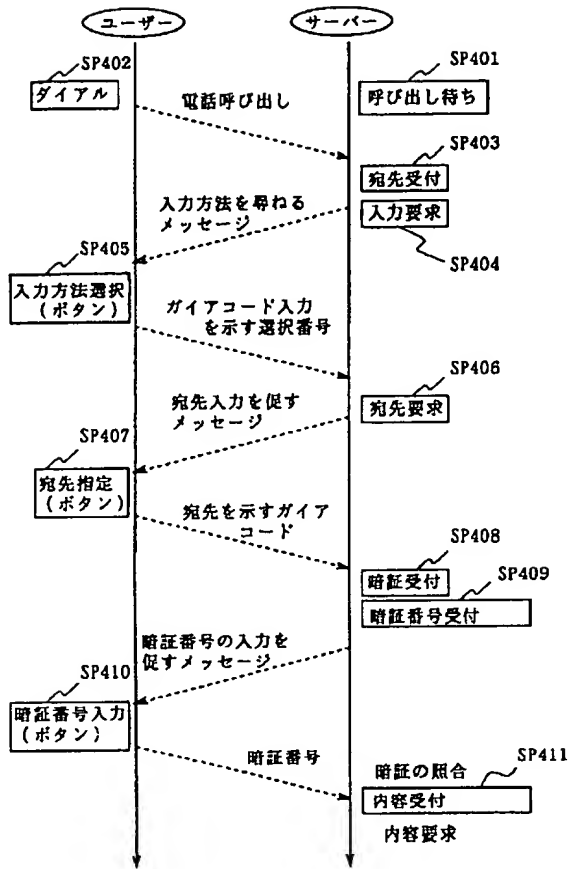 ユーザー
サーバー
SP402
ダイアル
SP401
呼び出し待ち
電話呼び出し
SP403
宛先受付
入力方法を尋ねる
メッセージ
入力要求
SP404
SP405
入力方法選択
(ボタン)
ガイアコード入力
を示す選択番号
SP406
宛先要求
宛先入力を促す
メッセージ
SP407
宛先指定
(ボタン)
宛先を示すガイア
コード
SP408
暗証受付
SP409
暗証番号受付
暗証番号の入力を
促すメッセージ
SP410
暗証番号入力
(ボタン)
暗証番号
暗証の照合
SP411
内容受付
内容要求